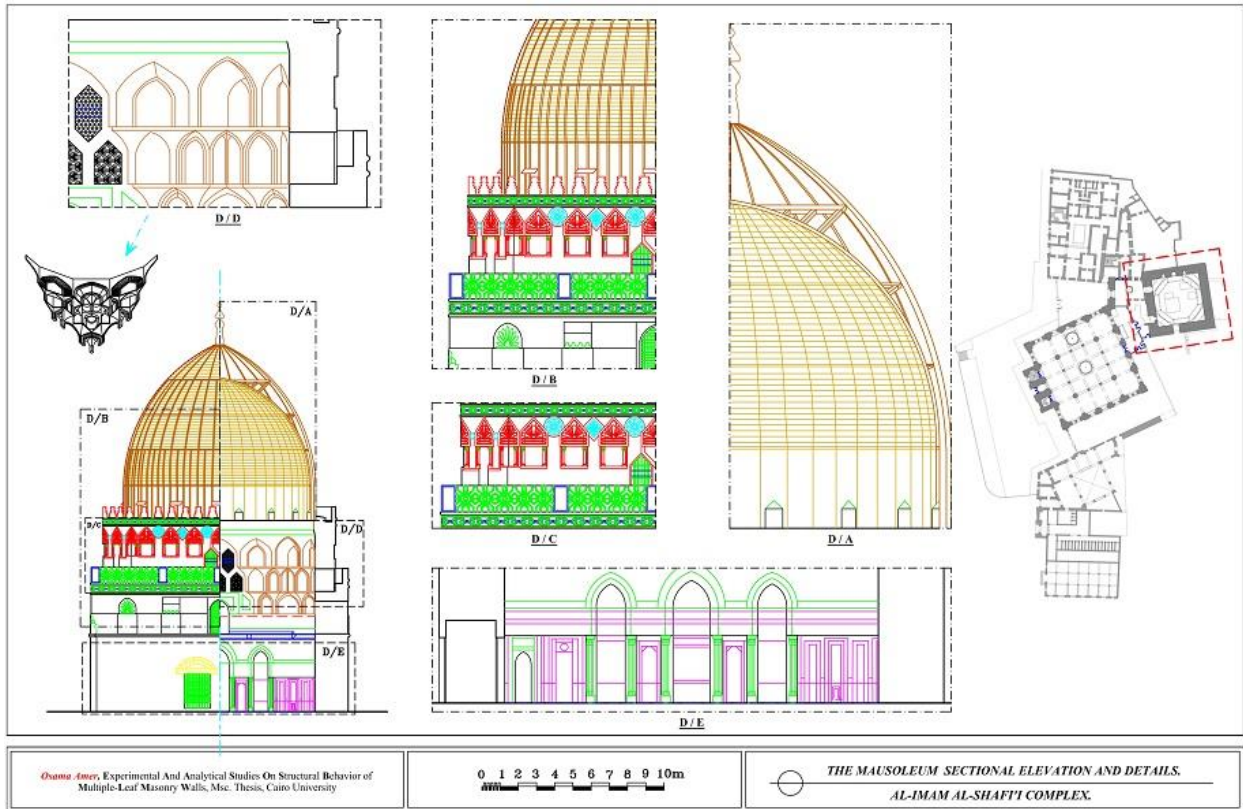 D / D
D/A
D/B
D/C
D/D
D/E
D / B
D / C
D / A
D / E
Osama Amer, Experimental And Analytical Studies On Structural Behavior of
Multiple-Leaf Masonry Walls, Msc. Thesis, Cairo University
0 1 2 3 4 5 6 7 8 9 10m
THE MAUSOLEUM SECTIONAL ELEVATION AND DETAILS.
AL-IMAM AL-SHAFI'I COMPLEX.